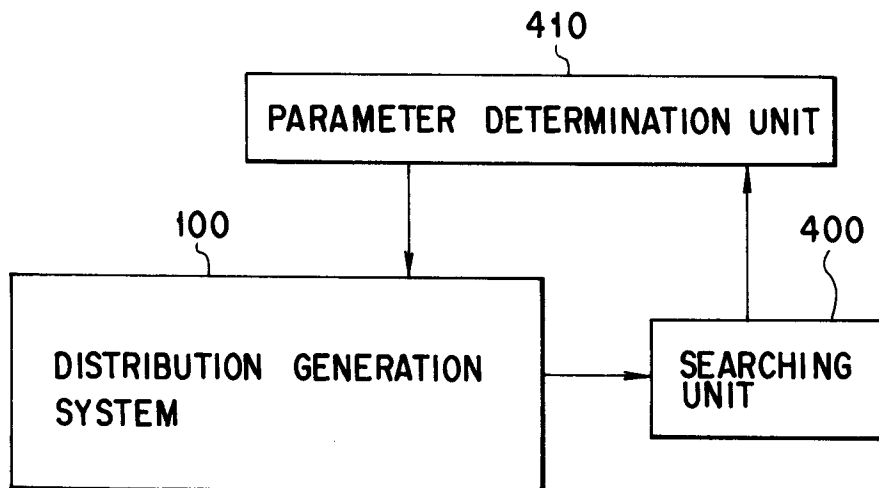 410
PARAMETER DETERMINATION UNIT
100
400
DISTRIBUTION GENERATION
SYSTEM
SEARCHING
UNIT